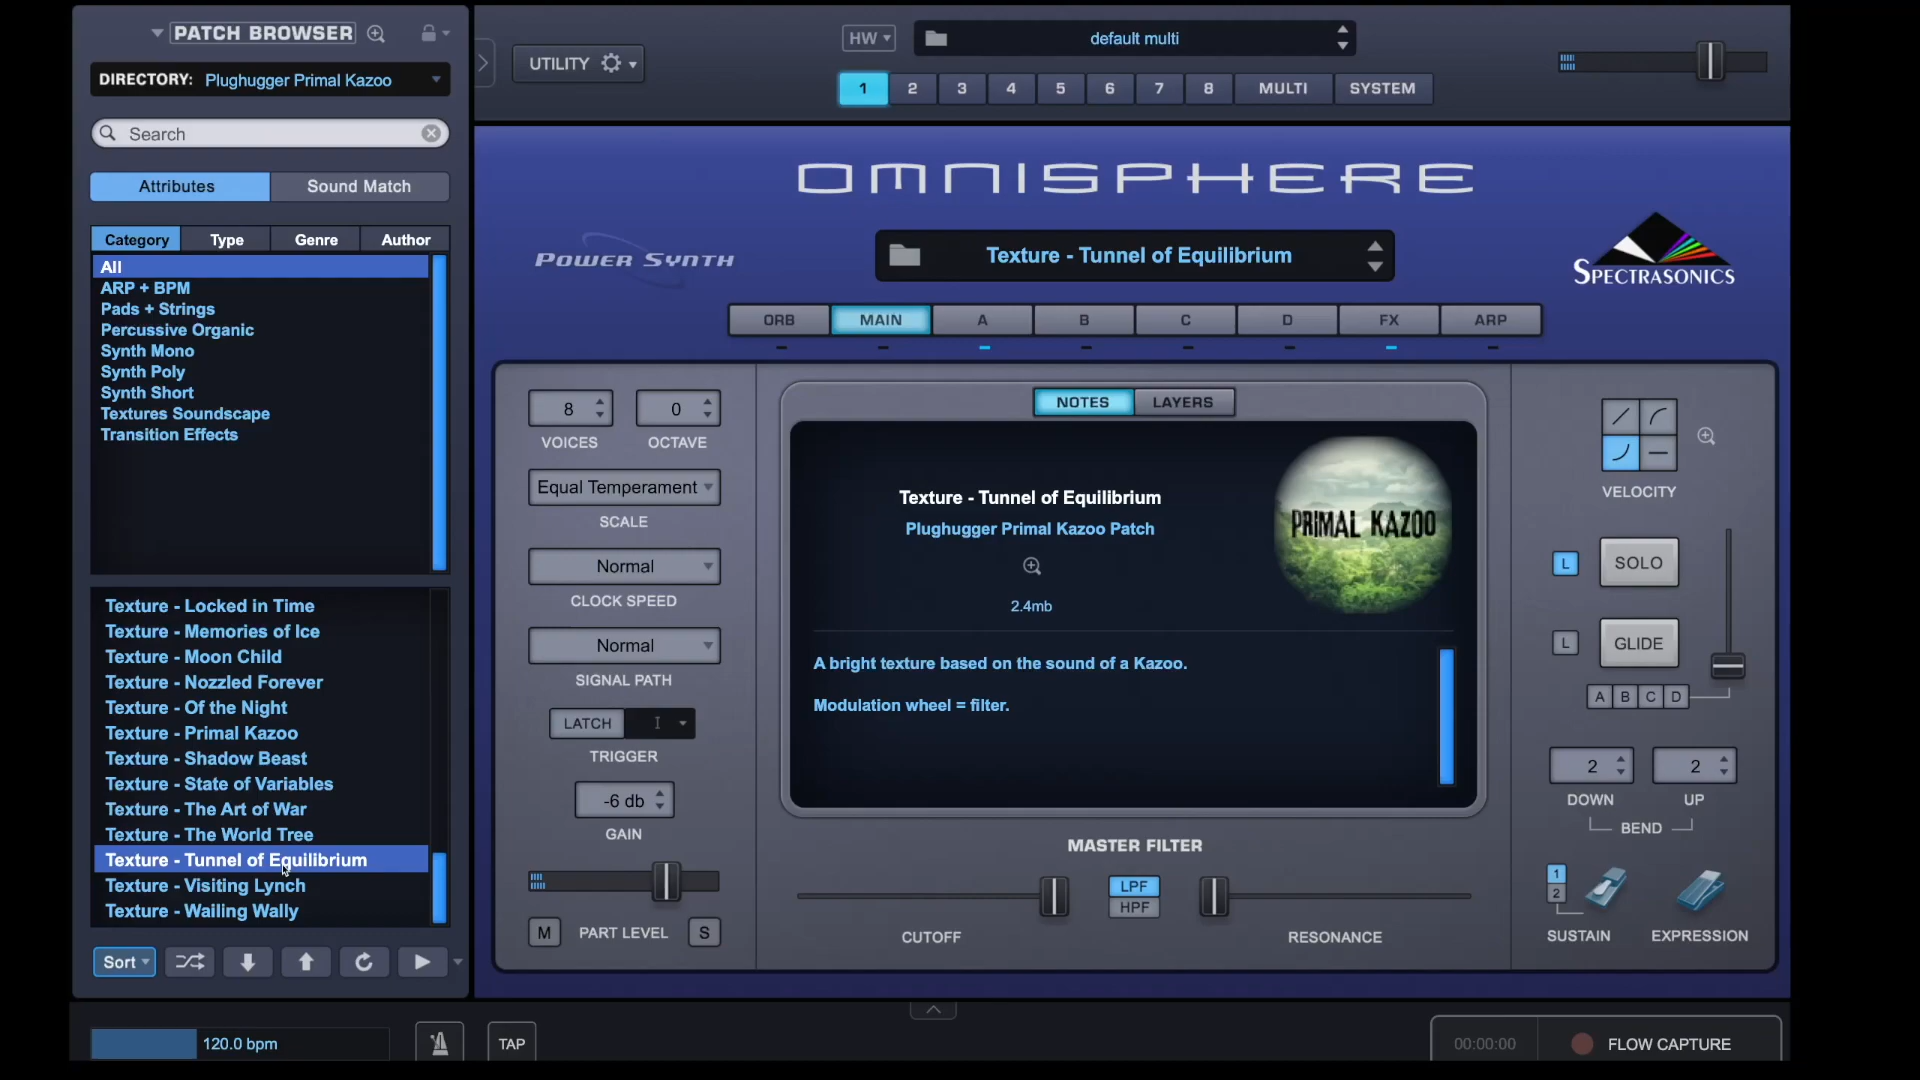 PATCH BROWSER
DIRECTORY: Plughugger Primal Kazoo
Search
Attributes
Sound Match
Category
Type
Genre
Author
All
ARP + BPM
Pads + Strings
Percussive Organic
Synth Mono
Synth Poly
Synth Short
Textures Soundscape
Transition Effects
Texture - Locked in Time
Texture - Memories of Ice
Texture - Moon Child
Texture - Nozzled Forever
Texture - Of the Night
Texture - Primal Kazoo
Texture - Shadow Beast
Texture - State of Variables
Texture - The Art of War
Texture - The World Tree
Texture - Tunnel of Equilibrium
Texture - Visiting Lynch
Texture - Wailing Wally
Sort
120.0 bpm
TAP
UTILITY
HW
default multi
1
2
3
4
5
6
7
8
MULTI
SYSTEM
OMNISPHERE
POWER SYNTH
Texture - Tunnel of Equilibrium
SPECTRASONICS
ORB
MAIN
A
B
C
D
FX
ARP
8
VOICES
0
OCTAVE
Equal Temperament
SCALE
Normal
CLOCK SPEED
Normal
SIGNAL PATH
LATCH
TRIGGER
-6 db
GAIN
M
PART LEVEL
S
NOTES
LAYERS
Texture - Tunnel of Equilibrium
Plughugger Primal Kazoo Patch
2.4mb
PRIMAL KAZOO
A bright texture based on the sound of a Kazoo.
Modulation wheel = filter.
MASTER FILTER
LPF
HPF
CUTOFF
RESONANCE
VELOCITY
L
SOLO
L
GLIDE
A
B
C
D
2
DOWN
2
UP
BEND
1
2
SUSTAIN
EXPRESSION
00:00:00
FLOW CAPTURE